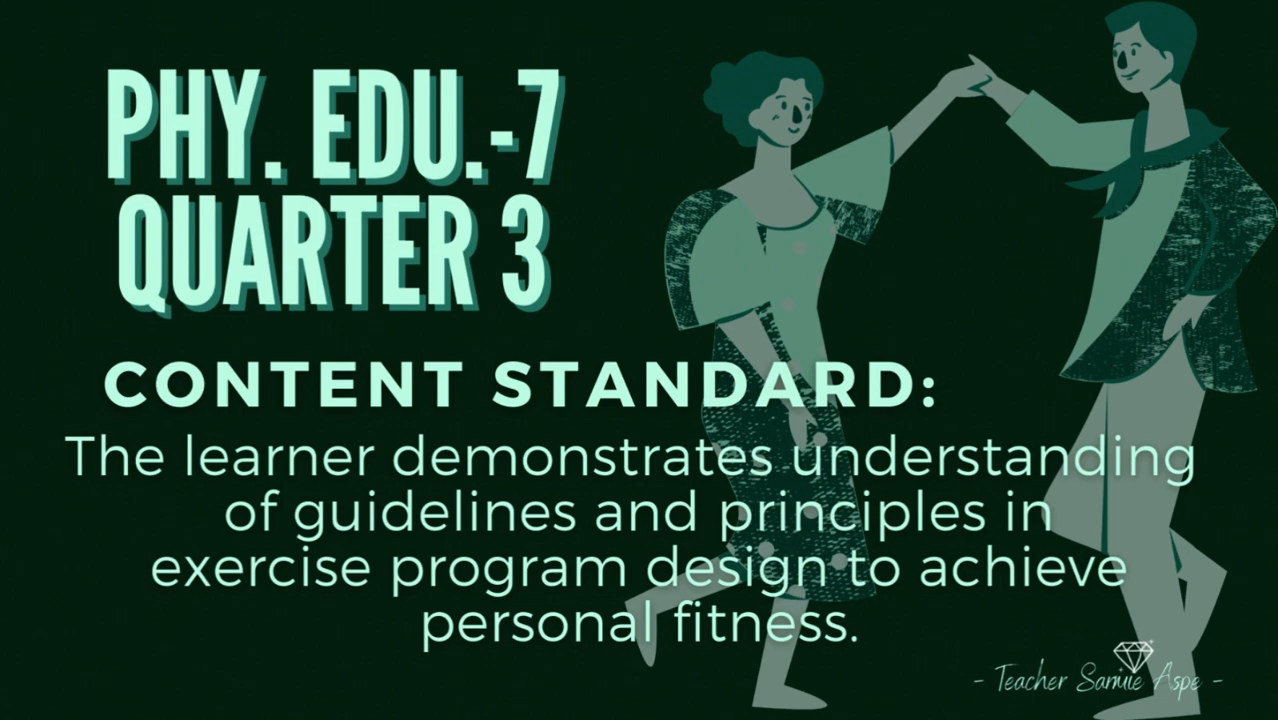 PHY. EDU.-7
QUARTER 3
CONTENT STANDARD:
The learner demonstrates understanding
of guidelines and principles in
exercise program design to achieve
personal fitness.
- Teacher Samie Aspe -